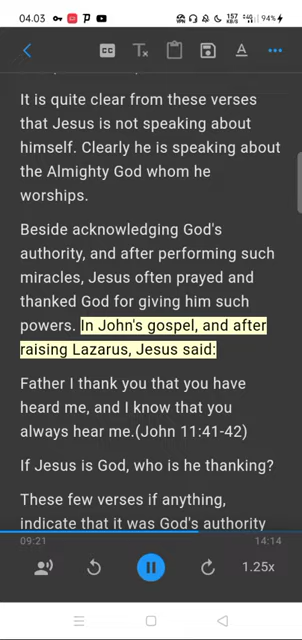 04.03
157
KB/s
4G
94%
CC
T
A
It is quite clear from these verses
that Jesus is not speaking about
himself. Clearly he is speaking about
the Almighty God whom he
worships.
Beside acknowledging God's
authority, and after performing such
miracles, Jesus often prayed and
thanked God for giving him such
powers. In John's gospel, and after
raising Lazarus, Jesus said:
Father I thank you that you have
heard me, and I know that you
always hear me.(John 11:41-42)
If Jesus is God, who is he thanking?
These few verses if anything,
indicate that it was God's authority
09:21
14:14
1.25x